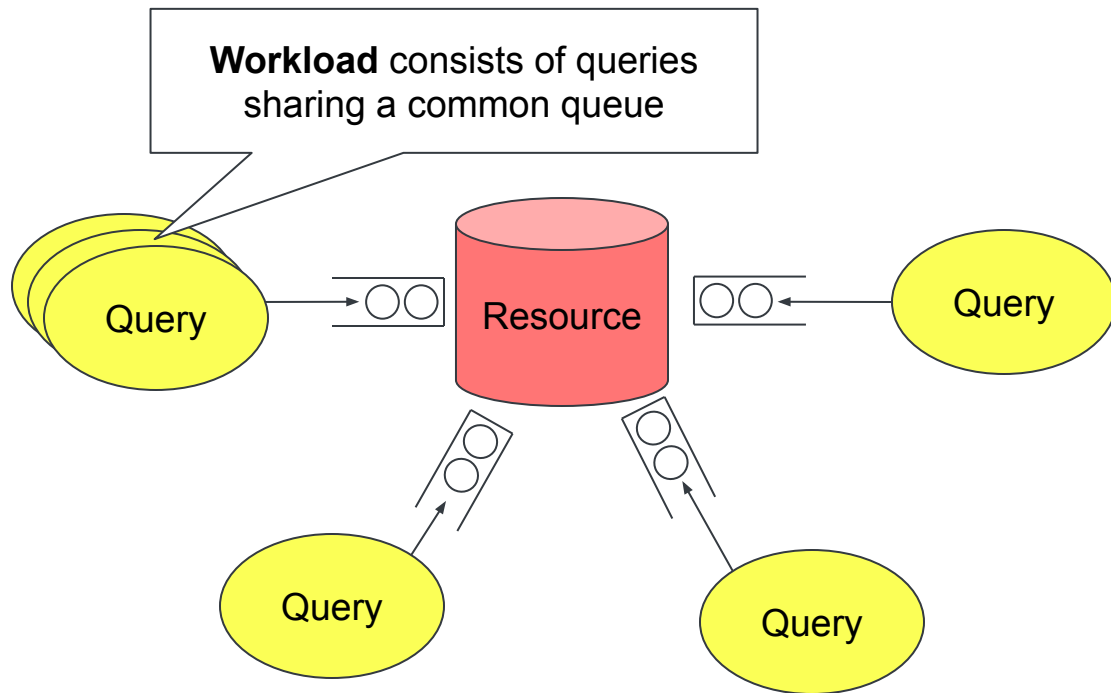 Workload consists of queries
sharing a common queue
Query
Resource
Query
Query
Query